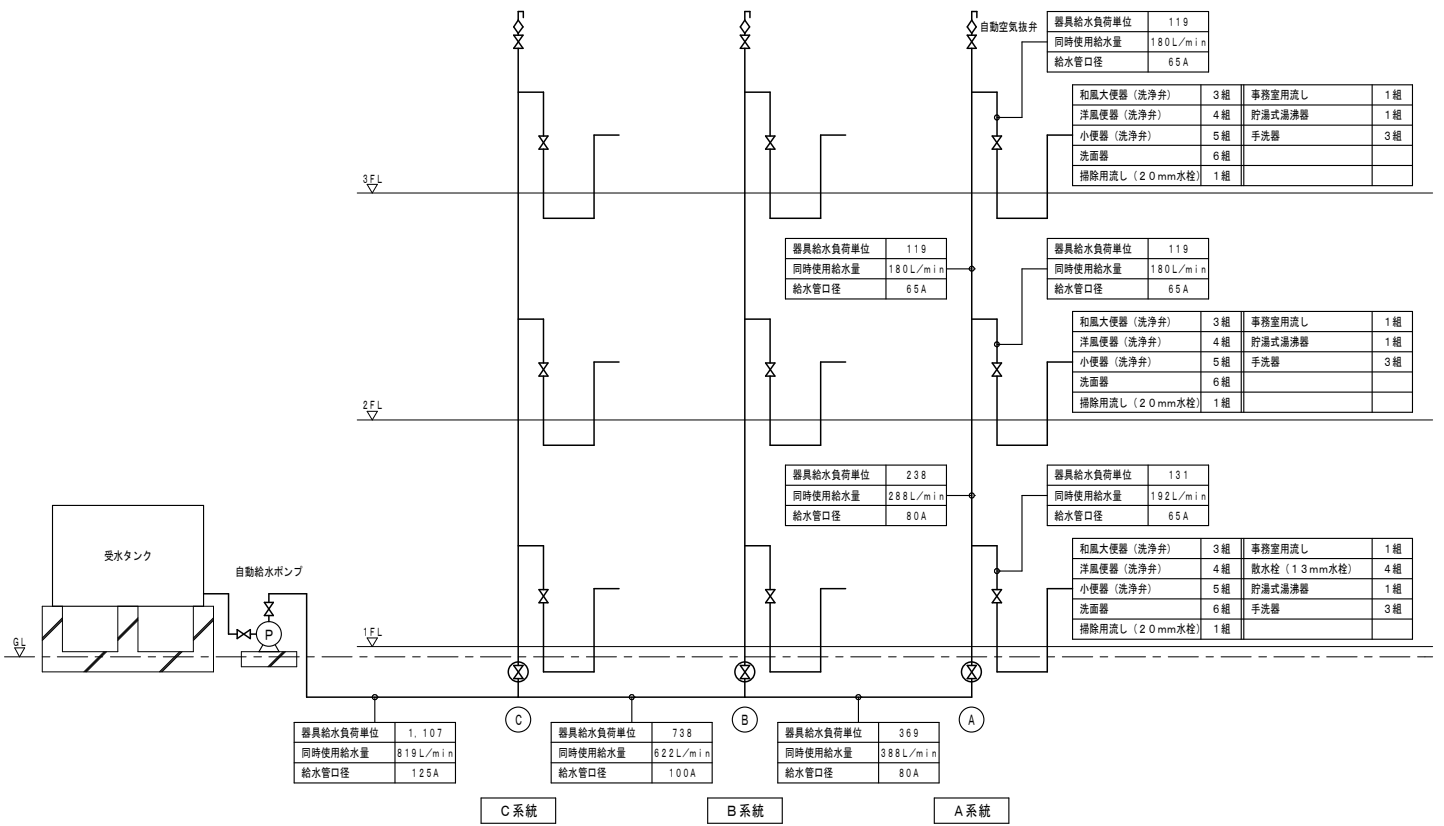 自動空気抜弁
器具給水負荷単位 119
同時使用給水量 180L/min
給水管口径 65A
和風大便器(洗浄弁) 3組 事務室用流し 1組
洋風便器(洗浄弁) 4組 貯湯式湯沸器 1組
小便器(洗浄弁) 5組 手洗器 3組
洗面器 6組
掃除用流し(20mm水栓) 1組
3FL
器具給水負荷単位 119
同時使用給水量 180L/min
給水管口径 65A
器具給水負荷単位 119
同時使用給水量 180L/min
給水管口径 65A
和風大便器(洗浄弁) 3組 事務室用流し 1組
洋風便器(洗浄弁) 4組 貯湯式湯沸器 1組
小便器(洗浄弁) 5組 手洗器 3組
洗面器 6組
掃除用流し(20mm水栓) 1組
2FL
器具給水負荷単位 238
同時使用給水量 288L/min
給水管口径 80A
器具給水負荷単位 131
同時使用給水量 192L/min
給水管口径 65A
和風大便器(洗浄弁) 3組 事務室用流し 1組
洋風便器(洗浄弁) 4組 散水栓(13mm水栓) 4組
小便器(洗浄弁) 5組 貯湯式湯沸器 1組
洗面器 6組 手洗器 3組
掃除用流し(20mm水栓) 1組
受水タンク
自動給水ポンプ
P
1FL
GL
C
B
A
器具給水負荷単位 1,107
同時使用給水量 819L/min
給水管口径 125A
器具給水負荷単位 738
同時使用給水量 622L/min
給水管口径 100A
器具給水負荷単位 369
同時使用給水量 388L/min
給水管口径 80A
C系統
B系統
A系統